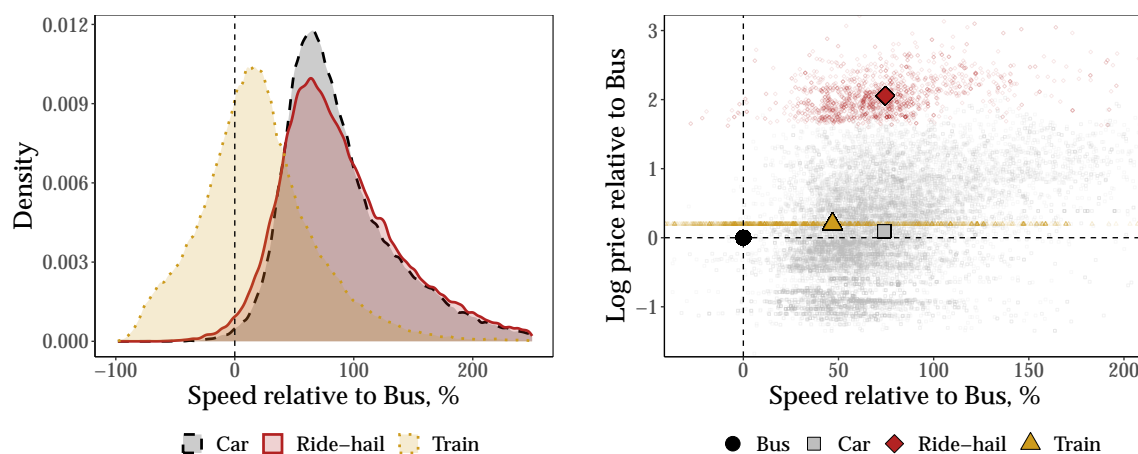 0.012
0.009
0.006
0.003
0.000
Density
−100 0 100 200
Speed relative to Bus, %
Car Ride−hail Train
3
2
1
0
−1
Log price relative to Bus
0 50 100 150 200
Speed relative to Bus, %
Bus Car Ride−hail Train